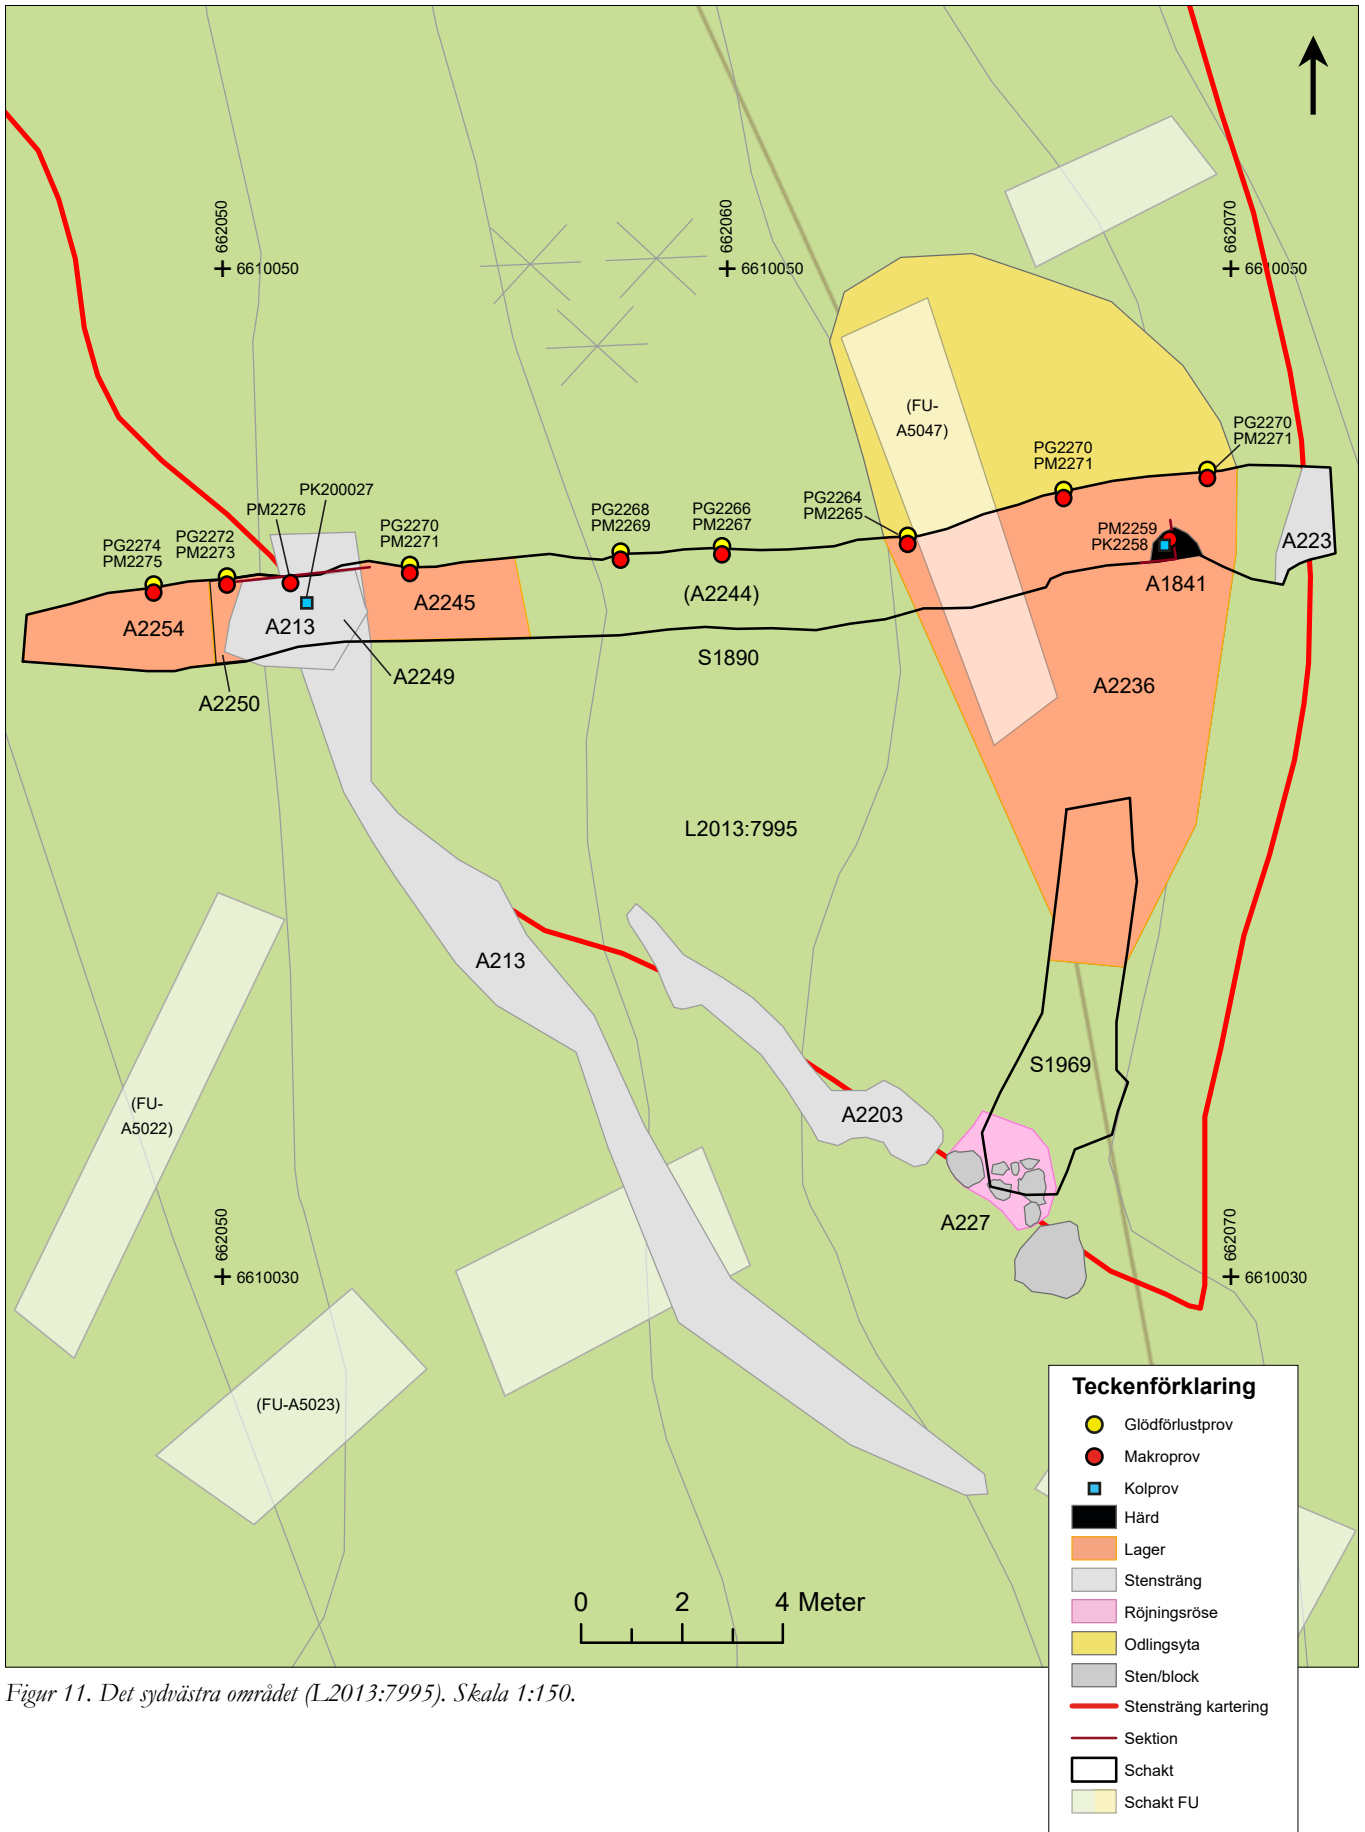 662050
6610050
662060
6610050
662070
6610050
(FU-
A5047)
PG2270
PM2271
PG2270
PM2271
PK200027
PM2276
PG2272
PM2273
PG2274
PM2275
PG2270
PM2271
PG2268
PM2269
PG2266
PM2267
PG2264
PM2265
PM2259
PK2258
A223
A1841
A2254
A213
A2245
(A2244)
A2250
A2249
S1890
A2236
L2013:7995
A213
S1969
A2203
(FU-
A5022)
A227
662050
6610030
662070
6610030
(FU-A5023)
0 2 4 Meter
Teckenförklaring
Glödförlustprov
Makroprov
Kolprov
Härd
Lager
Stensträng
Röjningsröse
Odlingsyta
Sten/block
Stensträng kartering
Sektion
Schakt
Schakt FU
Figur 11. Det sydvästra området (L2013:7995). Skala 1:150.